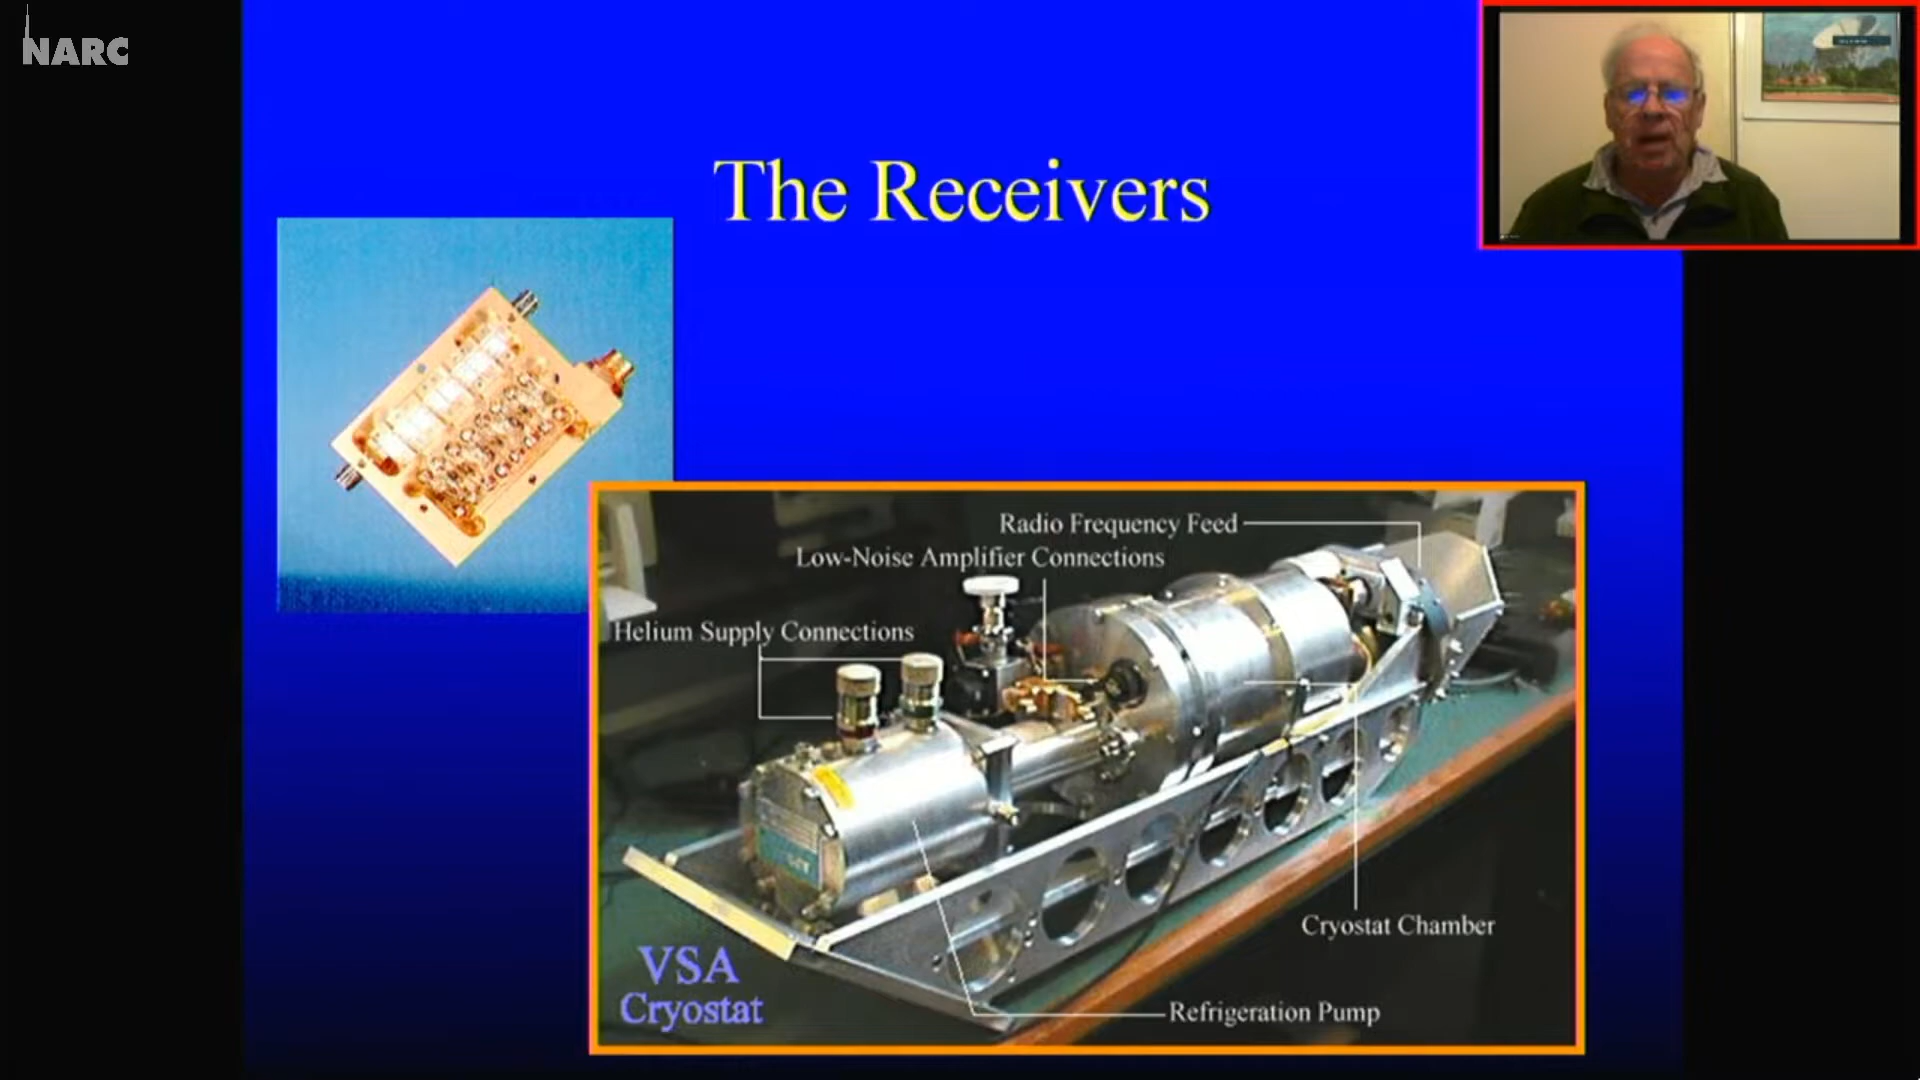 NARC
The Receivers
Radio Frequency Feed
Low-Noise Amplifier Connections
Helium Supply Connections
Cryostat Chamber
VSA
Cryostat
Refrigeration Pump